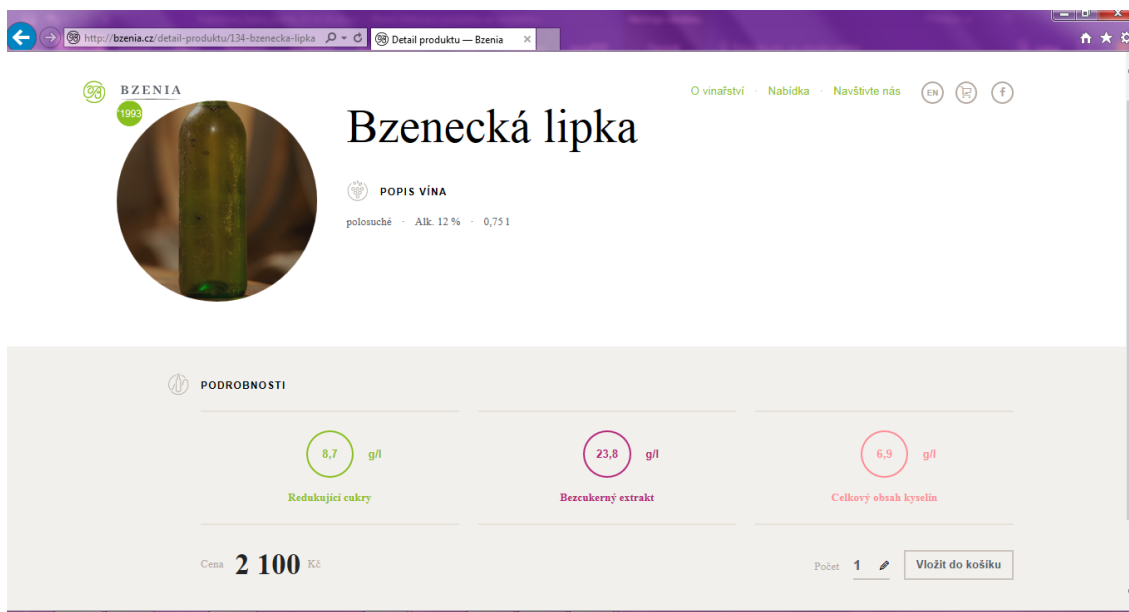 http://bzenia.cz/detail-produktu/134-bzenecka-lipka
Detail produktu — Bzenia
BZENIA
O vinařství · Nabídka · Navštivte nás
EN
1993
Bzenecká lipka
POPIS VÍNA
polosuché · Alk. 12 % · 0,75 l
PODROBNOSTI
8,7 g/l
23,8 g/l
6,9 g/l
Redukující cukry
Bezcukerný extrakt
Celkový obsah kyselin
Cena 2 100 Kč
Počet 1 Vložit do košíku